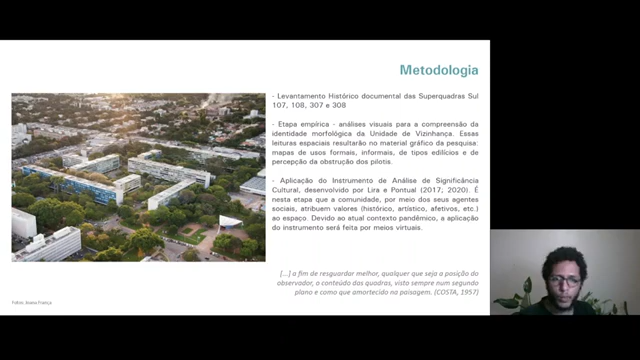 Metodologia
- Levantamento Histórico documental das Superquadras Sul
107, 108, 307 e 308
- Etapa empírica - análises visuais para a compreensão da
identidade morfológica da Unidade de Vizinhança. Essas
leituras espaciais resultarão no material gráfico da pesquisa:
mapas de usos formais, informais, de tipos edilícios e de
percepção da obstrução dos pilotis.
- Aplicação do Instrumento de Análise de Significância
Cultural, desenvolvido por Lira e Pontual (2017; 2020). É
nesta etapa que a comunidade, por meio dos seus agentes
sociais, atribuem valores (histórico, artístico, afetivos, etc.)
ao espaço. Devido ao atual contexto pandêmico, a aplicação
do instrumento será feita por meios virtuais.
[...] a fim de resguardar melhor, qualquer que seja a posição do
observador, o conteúdo das quadras, visto sempre num segundo
plano e como que amortecido na paisagem. (COSTA, 1957)
Fotos: Joana França